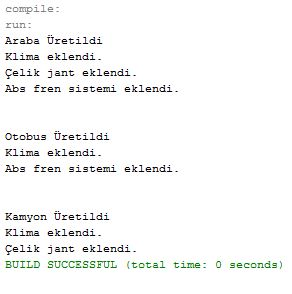 compile:
run:
Araba Üretildi
Klima eklendi.
Çelik jant eklendi.
Abs fren sistemi eklendi.
Otobus Üretildi
Klima eklendi.
Abs fren sistemi eklendi.
Kamyon Üretildi
Klima eklendi.
Çelik jant eklendi.
BUILD SUCCESSFUL (total time: 0 seconds)